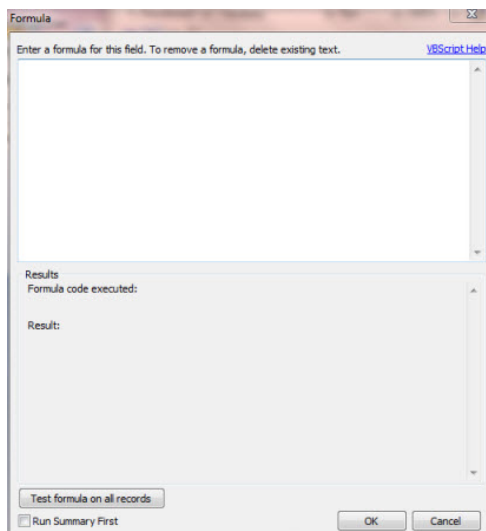 Formula
Enter a formula for this field. To remove a formula, delete existing text.
VBScript Help
Results
Formula code executed:
Result:
Test formula on all records
Run Summary First
OK
Cancel